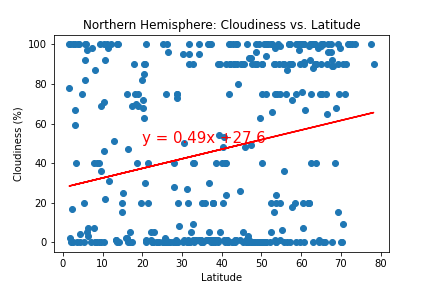 Northern Hemisphere: Cloudiness vs. Latitude
Cloudiness (%)
100
80
60
40
20
0
y = 0.49x +27.6
0 10 20 30 40 50 60 70 80
Latitude